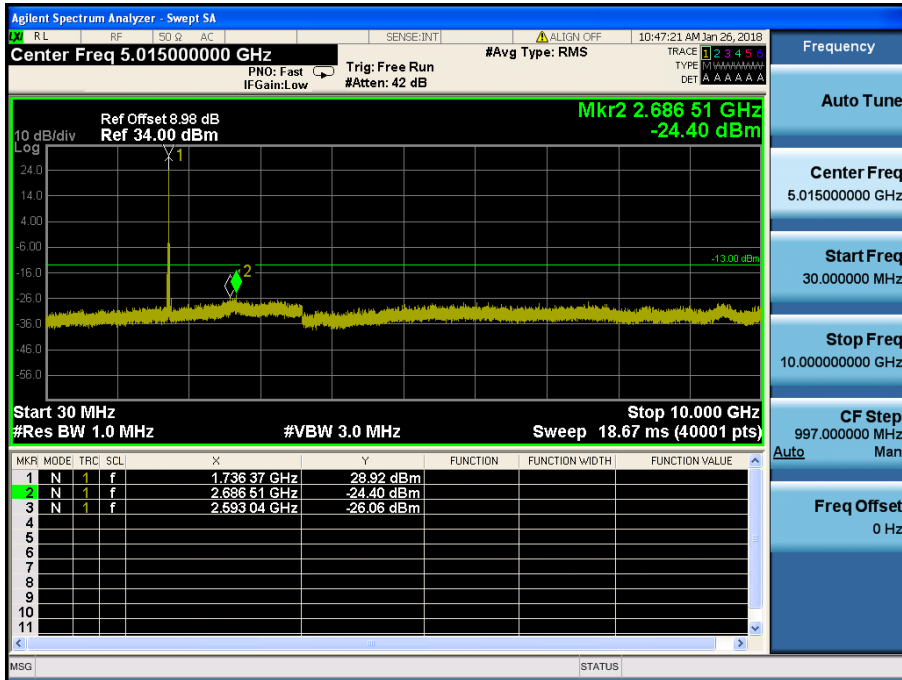 Agilent Spectrum Analyzer - Swept SA
LXI RL RF 50 Ω AC SENSE:INT ALIGN OFF 10:47:21 AM Jan 26, 2018
Center Freq 5.015000000 GHz #Avg Type: RMS TRACE 1 2 3 4 5 6
PNO: Fast Trig: Free Run TYPE M W W W W W
IFGain:Low #Atten: 42 dB DET A A A A A A
Frequency
Auto Tune
Center Freq
5.015000000 GHz
Start Freq
30.000000 MHz
Stop Freq
10.000000000 GHz
CF Step
997.000000 MHz
Auto Man
Freq Offset
0 Hz
Mkr2 2.686 51 GHz
-24.40 dBm
Ref Offset 8.98 dB
10 dB/div Ref 34.00 dBm
Log
1
24.0
14.0
4.00
-6.00
-13.00 dBm
-16.0
2
-26.0
-36.0
-46.0
-56.0
Start 30 MHz Stop 10.000 GHz
#Res BW 1.0 MHz #VBW 3.0 MHz Sweep 18.67 ms (40001 pts)
MKR MODE TRC SCL X Y FUNCTION FUNCTION WIDTH FUNCTION VALUE
1 N 1 f 1.736 37 GHz 28.92 dBm
2 N 1 f 2.686 51 GHz -24.40 dBm
3 N 1 f 2.593 04 GHz -26.06 dBm
4
5
6
7
8
9
10
11
MSG STATUS